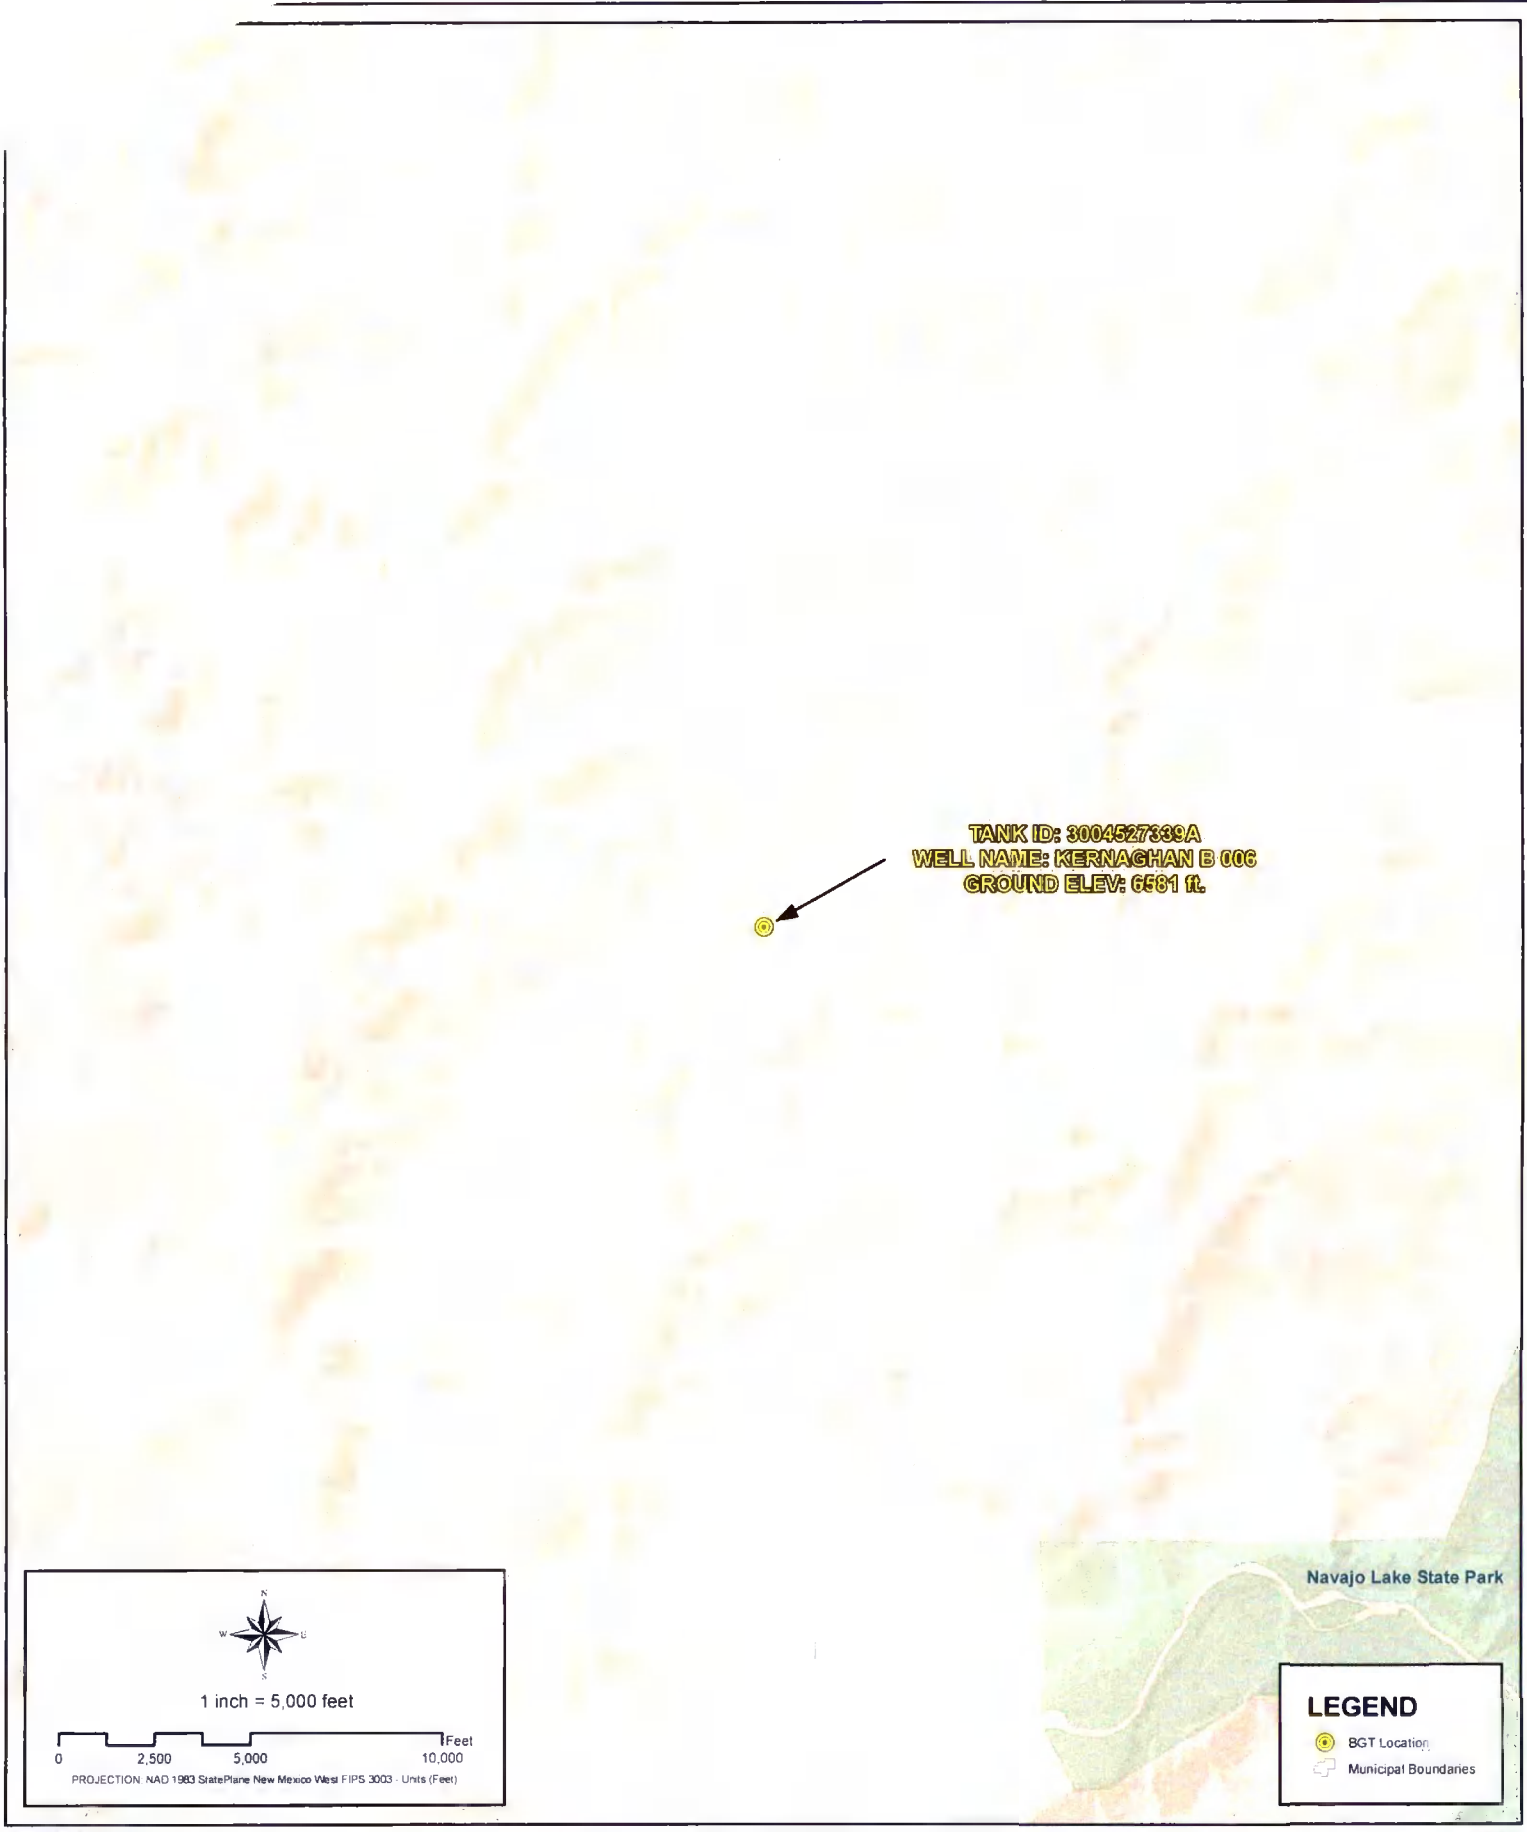 TANK ID: 3004527339A
WELL NAME: KERNAGHAN B 006
GROUND ELEV: 6581 ft.
Navajo Lake State Park
N
W
S
1 inch = 5,000 feet
Feet
0 2,500 5,000 10,000
PROJECTION: NAD 1983 StatePlane New Mexico West FIPS 3003 - Units (Feet)
LEGEND
BGT Location
Municipal Boundaries